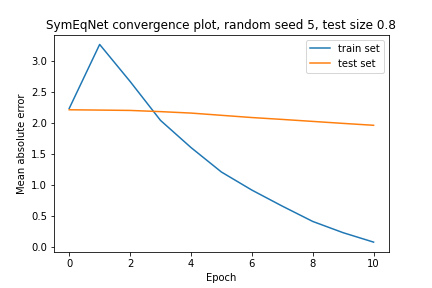 SymEqNet convergence plot, random seed 5, test size 0.8
train set
test set
Mean absolute error
3.0
2.5
2.0
1.5
1.0
0.5
0.0
0 2 4 6 8 10
Epoch